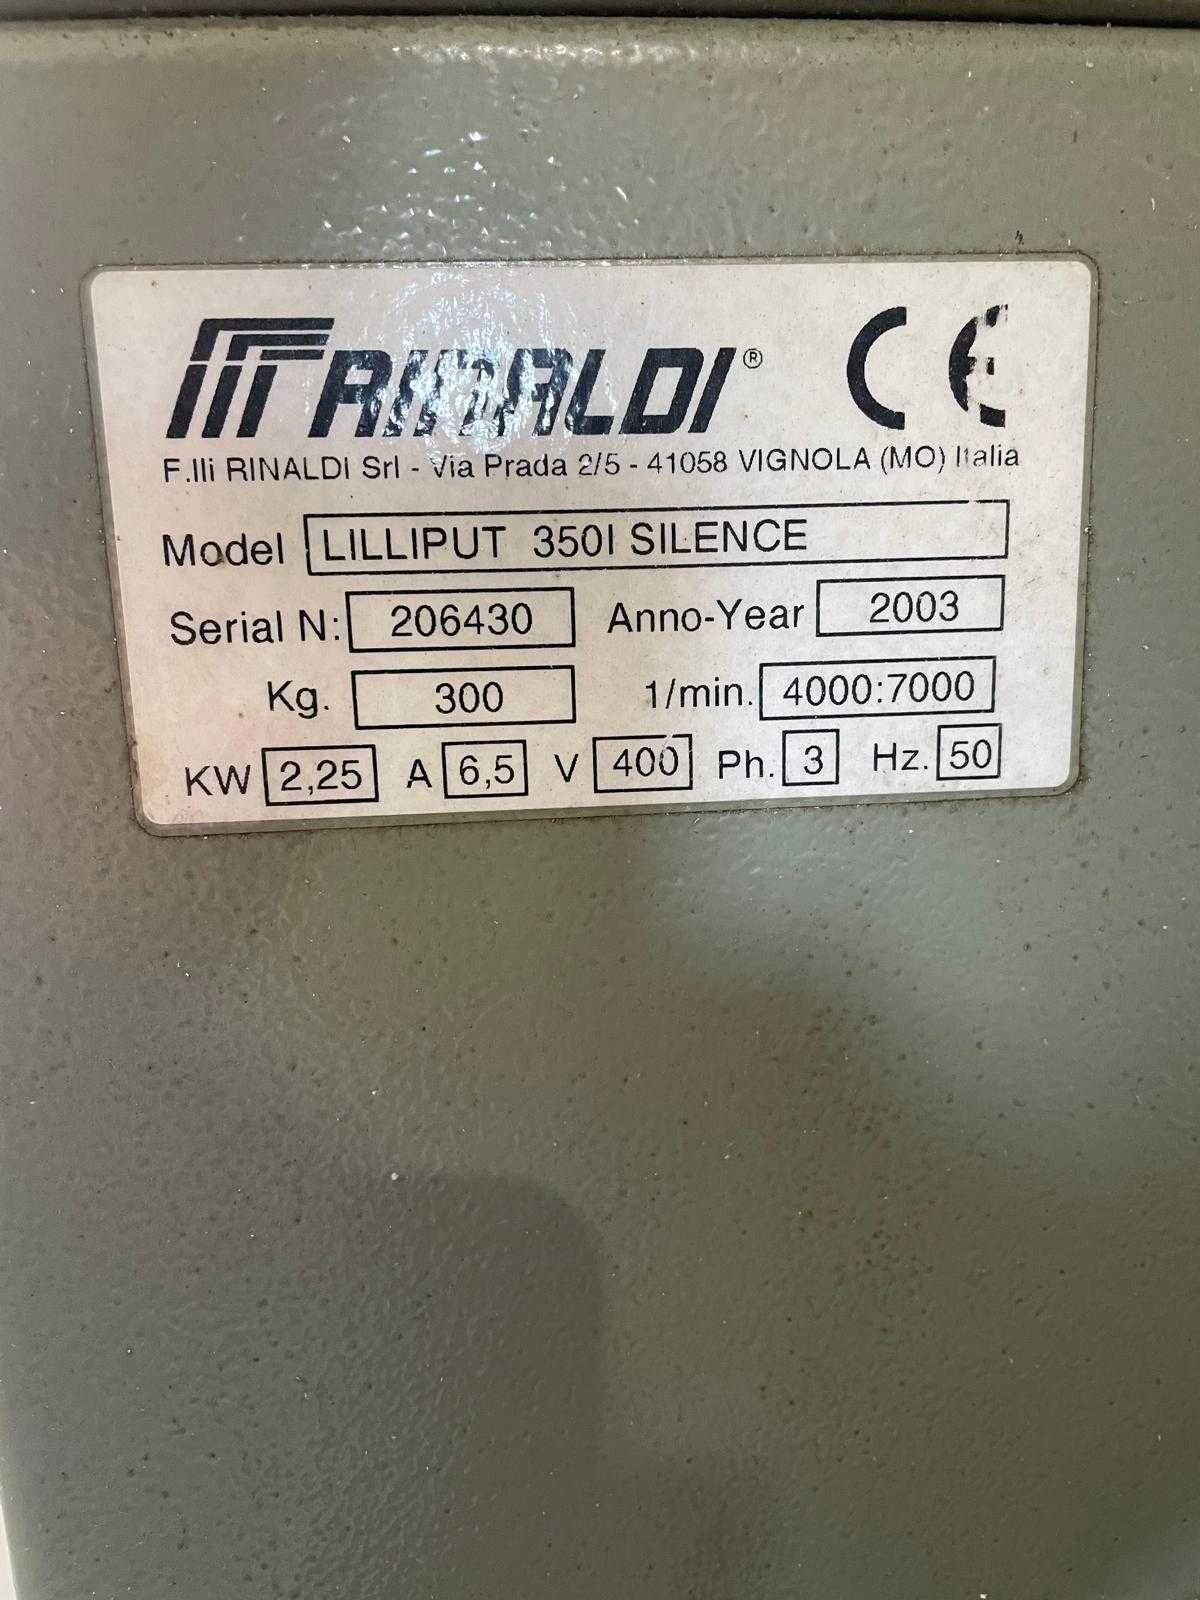 RINALDI® CE
F.lli RINALDI Srl - Via Prada 2/5 - 41058 VIGNOLA (MO) Italia
Model LILLIPUT 350I SILENCE
Serial N: 206430 Anno-Year 2003
Kg. 300 1/min. 4000:7000
KW 2,25 A 6,5 V 400 Ph. 3 Hz. 50